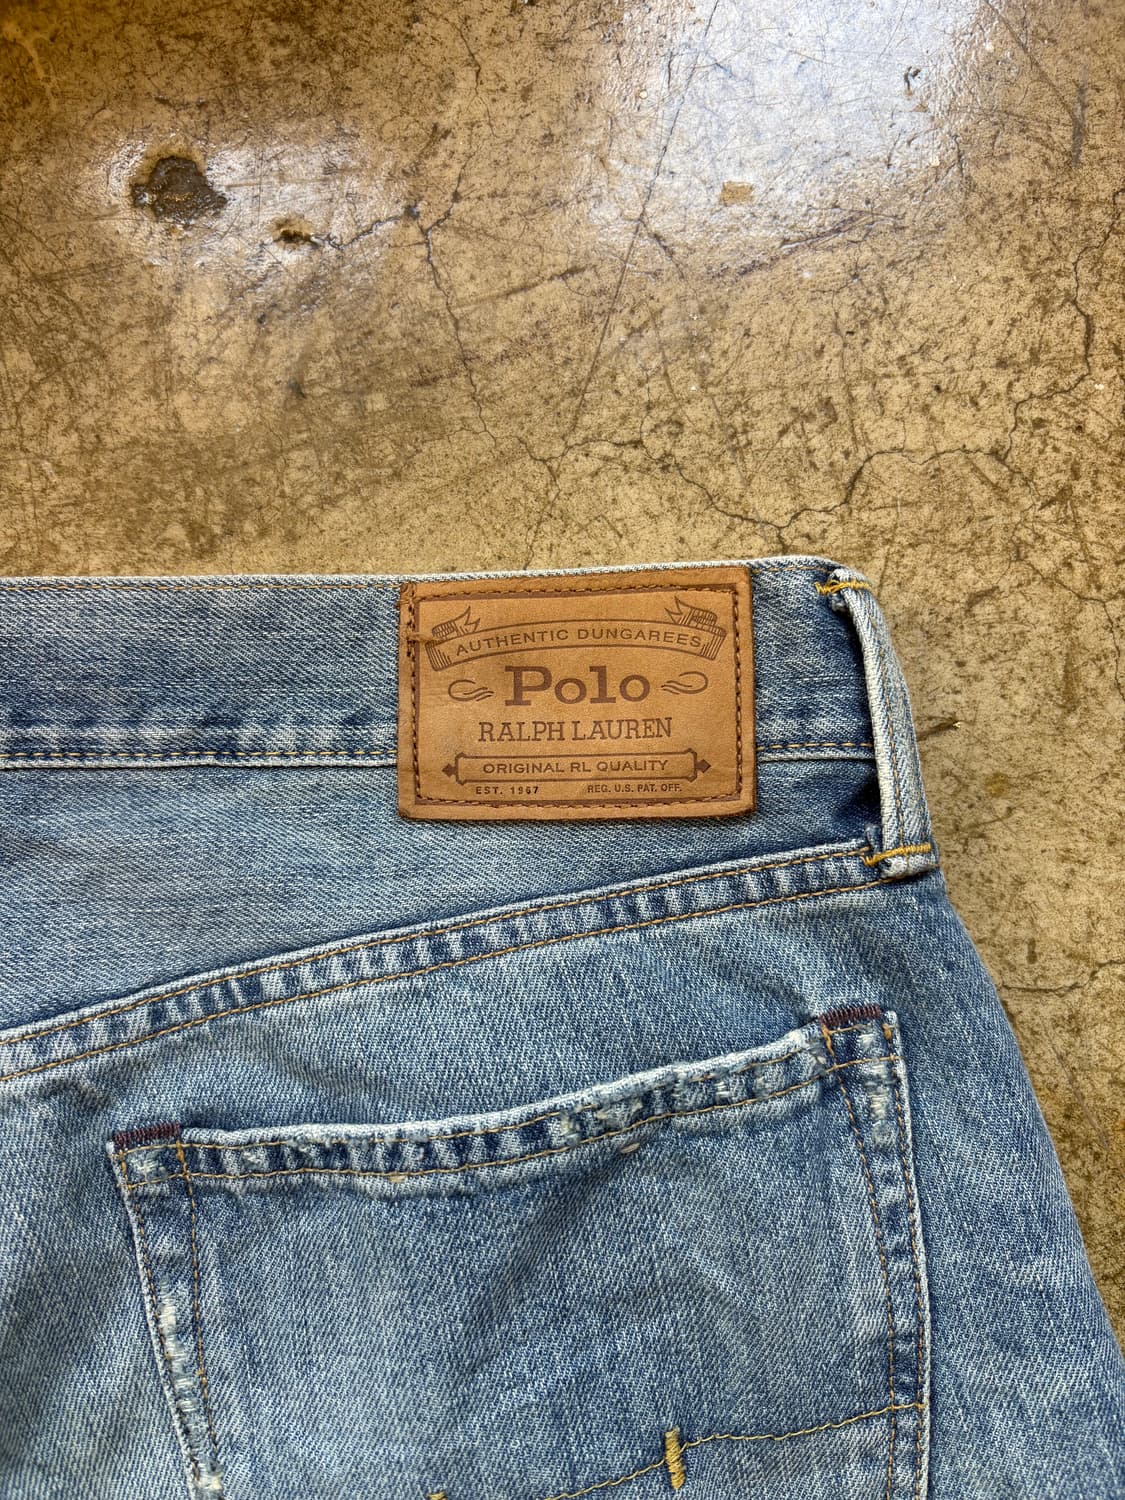 AUTHENTIC DUNGAREES
Polo
RALPH LAUREN
ORIGINAL RL QUALITY
EST. 1967 REG. U.S. PAT. OFF.